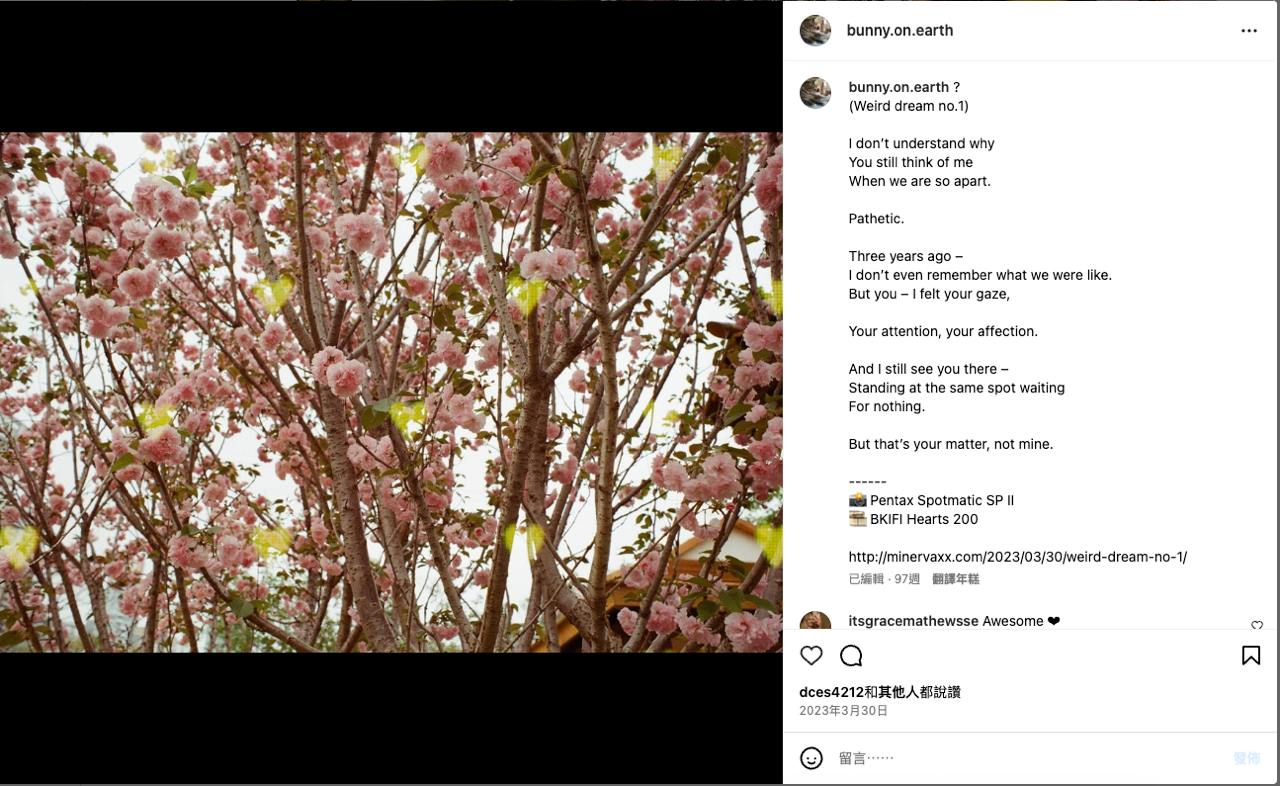 bunny.on.earth
bunny.on.earth ?
(Weird dream no.1)
I don’t understand why
You still think of me
When we are so apart.
Pathetic.
Three years ago –
I don’t even remember what we were like.
But you – I felt your gaze,
Your attention, your affection.
And I still see you there –
Standing at the same spot waiting
For nothing.
But that’s your matter, not mine.
------
📸 Pentax Spotmatic SP II
🎞 BKIFI Hearts 200
http://minervaxx.com/2023/03/30/weird-dream-no-1/
已編輯 · 97週 翻譯年糕
itsgracemathewsse Awesome ❤
dces4212和其他人都說讚
2023年3月30日
留言⋯⋯
發佈